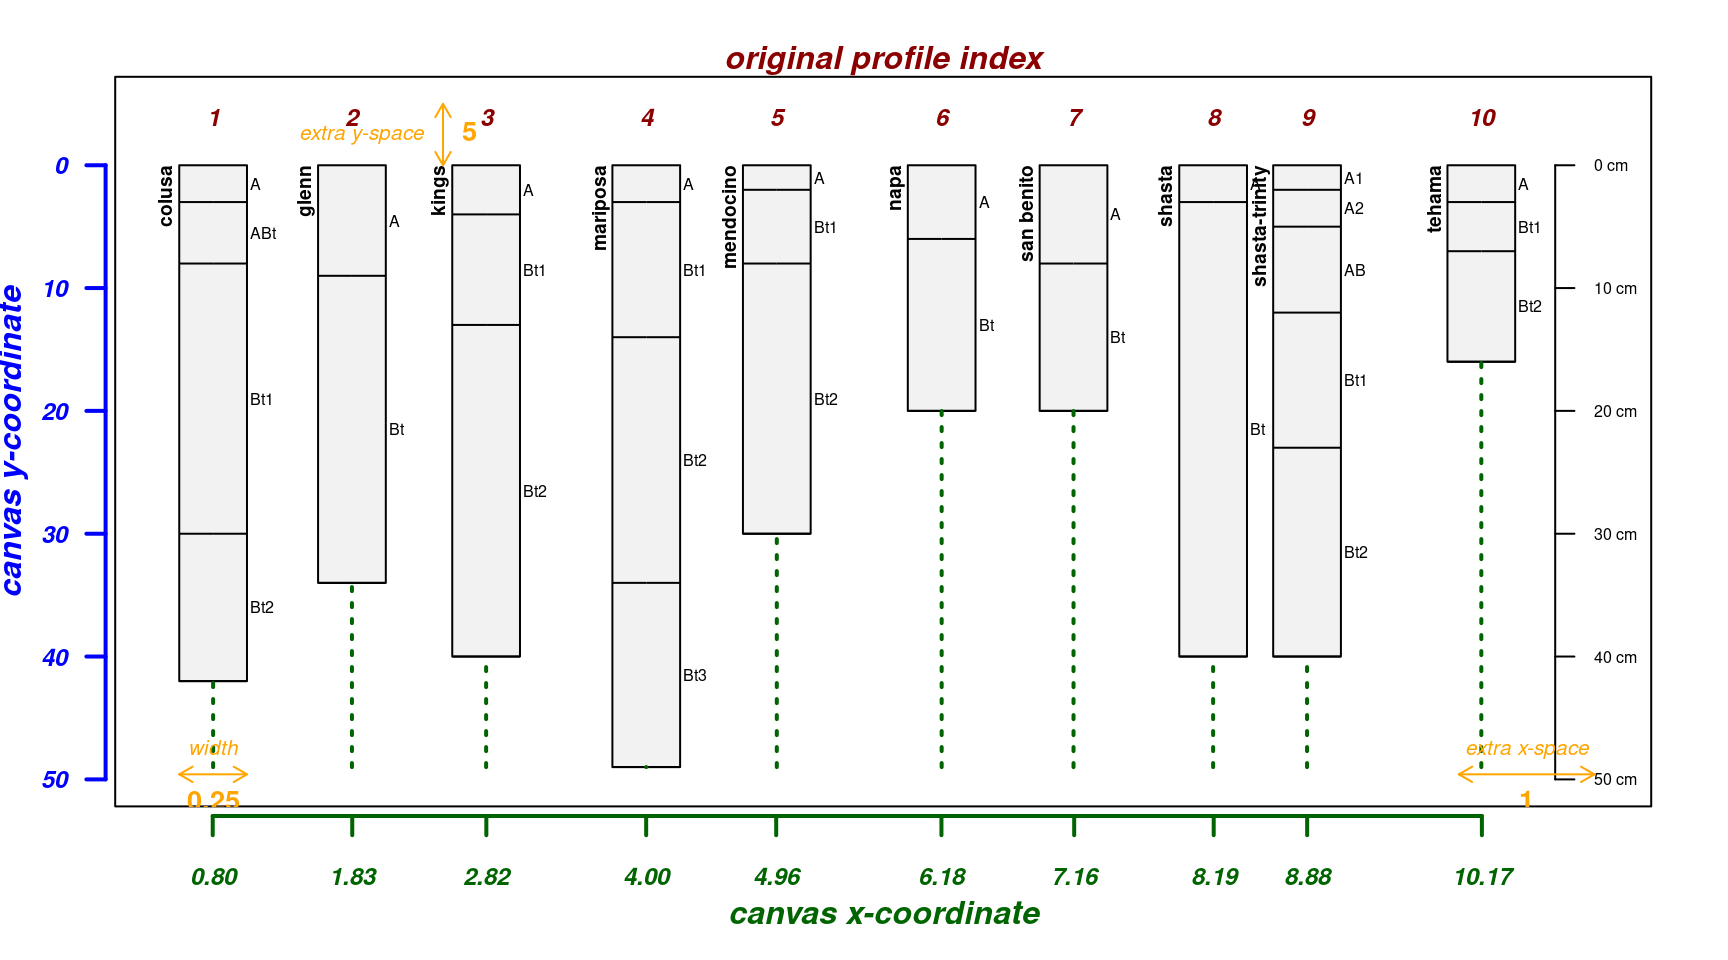 original profile index
1 2 3 4 5 6 7 8 9 10
extra y-space 5
canvas y-coordinate
0
10
20
30
40
50
colusa
A
ABt
Bt1
Bt2
glenn
A
Bt
kings
A
Bt1
Bt2
mariposa
A
Bt1
Bt2
Bt3
mendocino
A
Bt1
Bt2
napa
A
Bt
san benito
A
Bt
shasta
A
Bt
shasta-trinity
A1
A2
AB
Bt1
Bt2
tehama
A
Bt1
Bt2
0 cm
10 cm
20 cm
30 cm
40 cm
50 cm
width
0.25
extra x-space
1
0.80 1.83 2.82 4.00 4.96 6.18 7.16 8.19 8.88 10.17
canvas x-coordinate